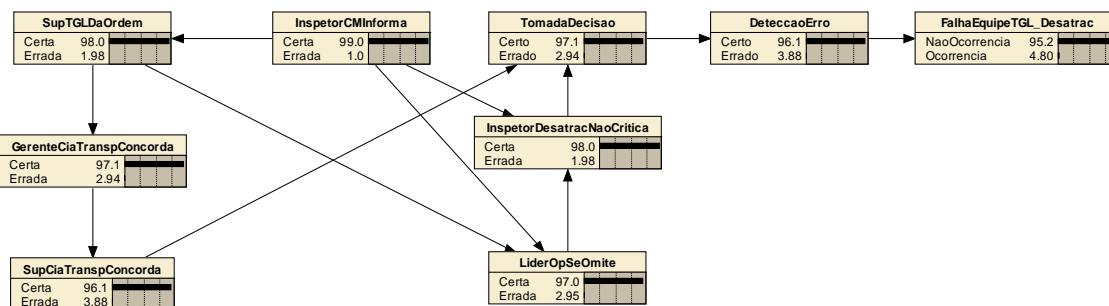 SupTGLDaOrdem
Certa 98.0
Errada 1.98
InspetorCMInforma
Certa 99.0
Errada 1.0
TomadaDecisao
Certo 97.1
Errado 2.94
DeteccaoErro
Certo 96.1
Errado 3.88
FalhaEquipeTGL_Desatrac
NaoOcorrencia 95.2
Ocorrencia 4.80
GerenteCiaTranspConcorda
Certa 97.1
Errada 2.94
InspetorDesatracNaoCritica
Certa 98.0
Errada 1.98
SupCiaTranspConcorda
Certa 96.1
Errada 3.88
LiderOpSeOmite
Certa 97.0
Errada 2.95